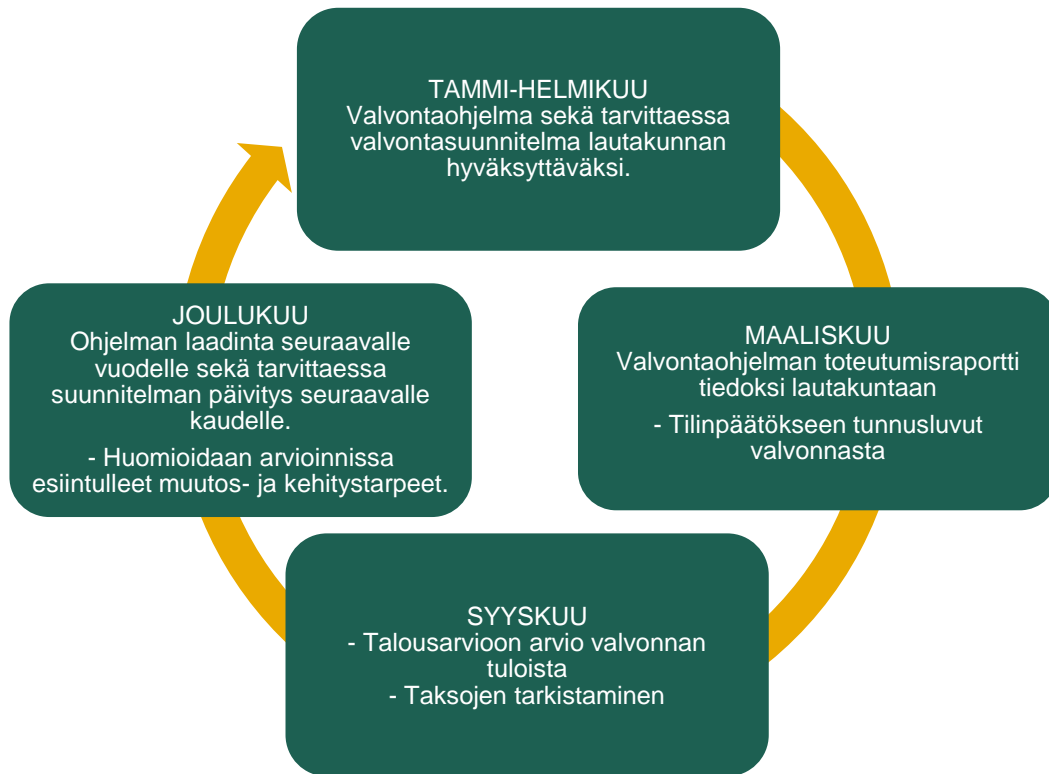 TAMMI-HELMIKUU
Valvontaohjelma sekä tarvittaessa
valvontasuunnitelma lautakunnan
hyväksyttäväksi.
JOULUKUU
Ohjelman laadinta seuraavalle
vuodelle sekä tarvittaessa
suunnitelman päivitys seuraavalle
kaudelle.
- Huomioidaan arvioinnissa
esiintulleet muutos- ja kehitystarpeet.
MAALISKUU
Valvontaohjelman toteutumisraportti
tiedoksi lautakuntaan
- Tilinpäätökseen tunnusluvut
valvonnasta
SYYSKUU
- Talousarvioon arvio valvonnan
tuloista
- Taksojen tarkistaminen